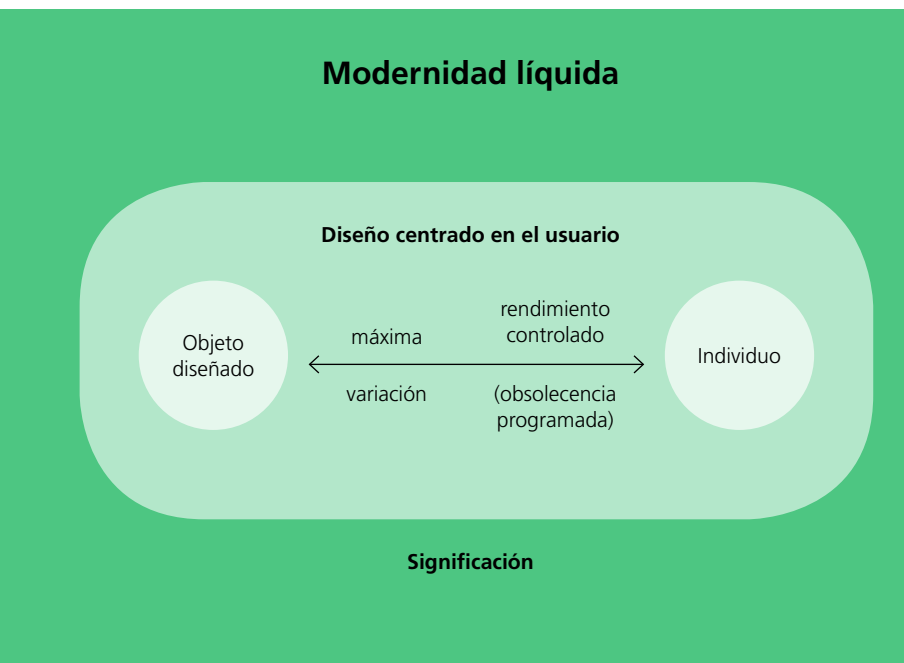 Modernidad líquida
Diseño centrado en el usuario
Objeto
diseñado
máxima
variación
rendimiento
controlado
(obsolecencia
programada)
Individuo
Significación